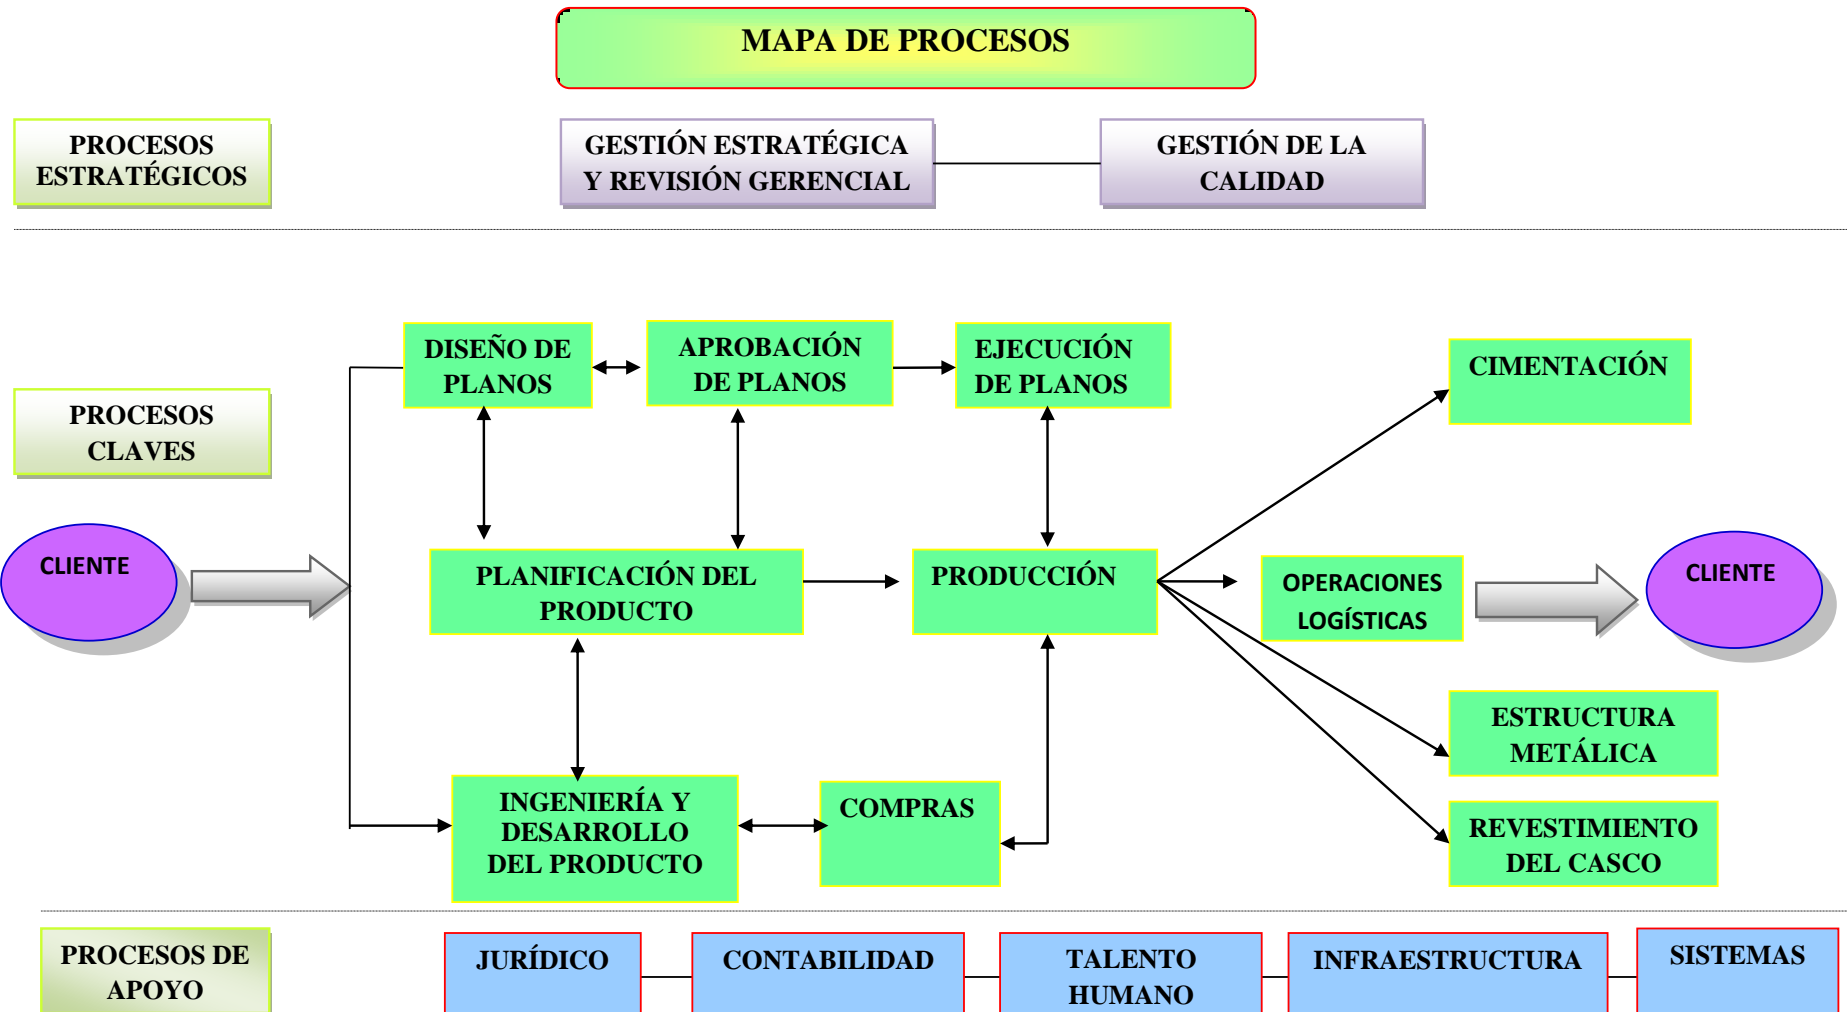 MAPA DE PROCESOS
PROCESOS
ESTRATÉGICOS
GESTIÓN ESTRATÉGICA
Y REVISIÓN GERENCIAL
GESTIÓN DE LA
CALIDAD
DISEÑO DE
PLANOS
APROBACIÓN
DE PLANOS
EJECUCIÓN
DE PLANOS
CIMENTACIÓN
PROCESOS
CLAVES
CLIENTE
PLANIFICACIÓN DEL
PRODUCTO
PRODUCCIÓN
OPERACIONES
LOGÍSTICAS
CLIENTE
ESTRUCTURA
METÁLICA
INGENIERÍA Y
DESARROLLO
DEL PRODUCTO
COMPRAS
REVESTIMIENTO
DEL CASCO
PROCESOS DE
APOYO
JURÍDICO
CONTABILIDAD
TALENTO
HUMANO
INFRAESTRUCTURA
SISTEMAS